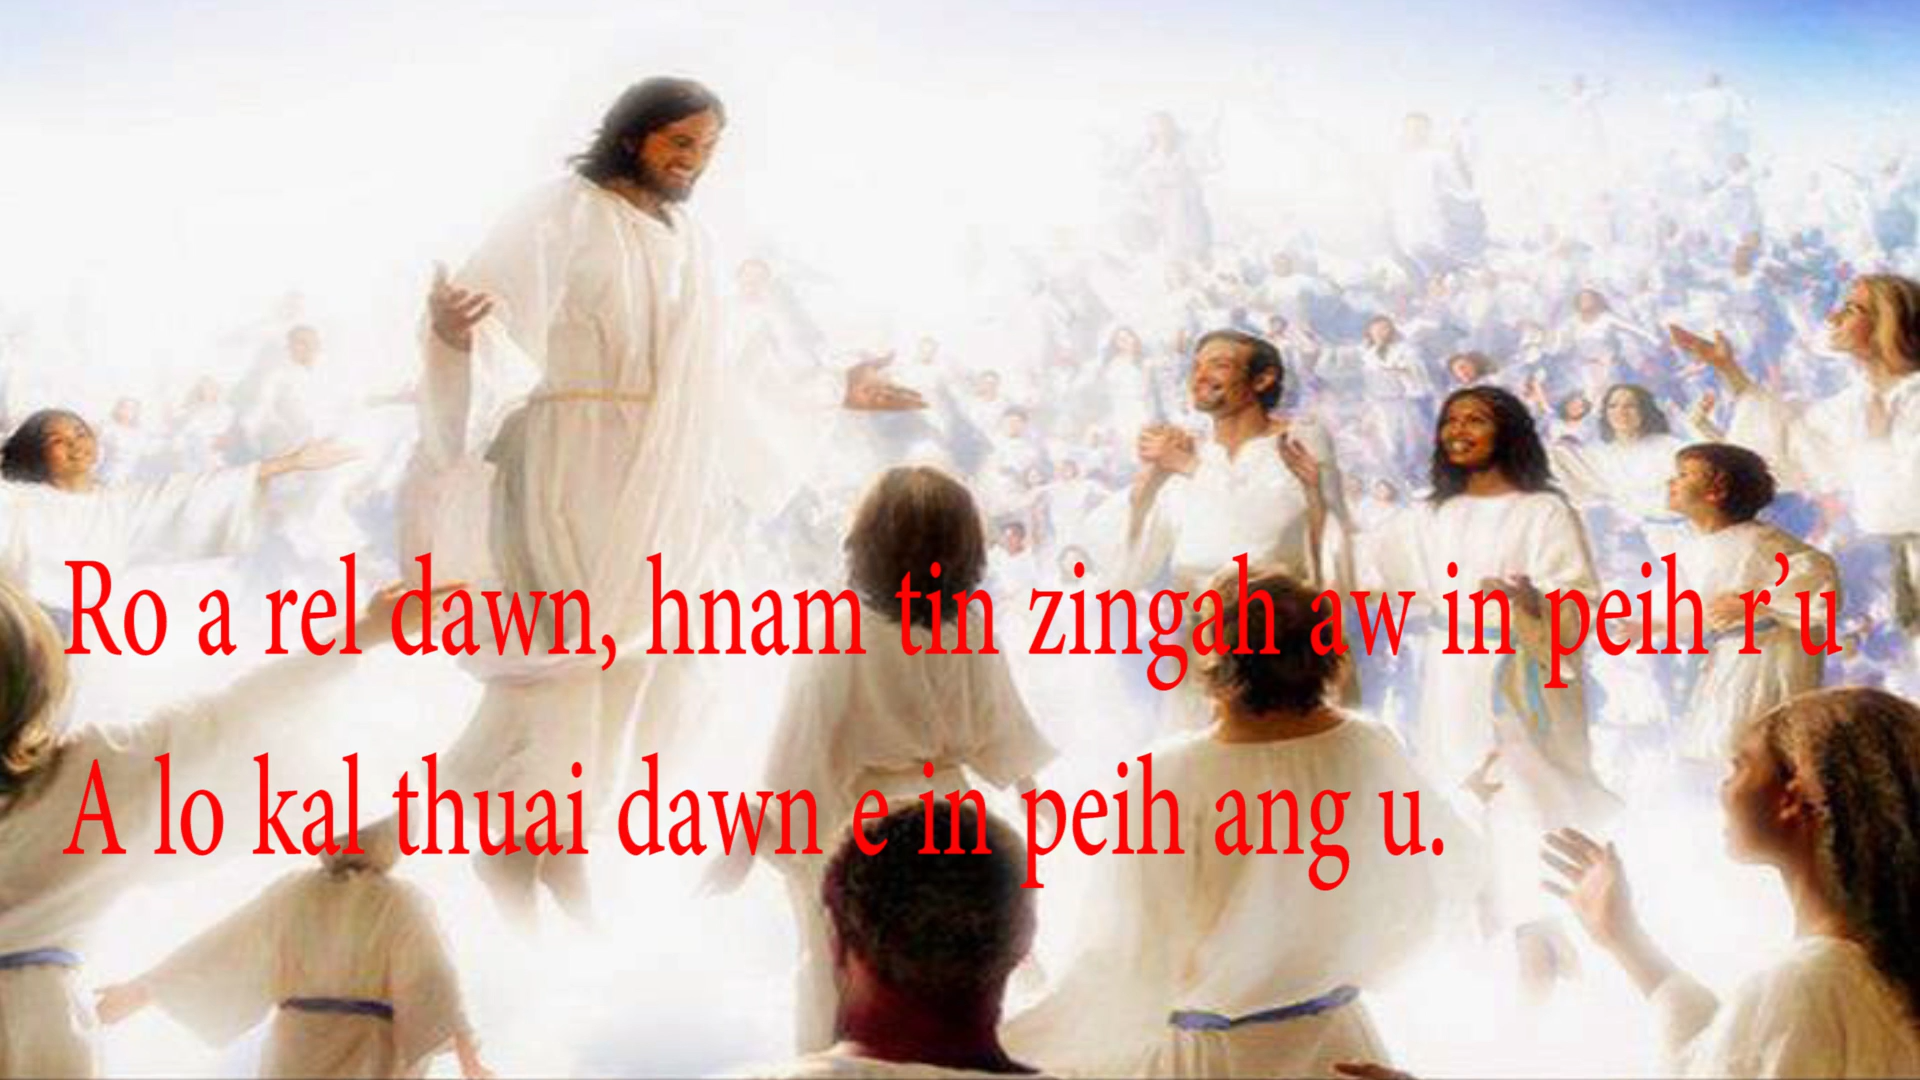 Ro a rel dawn, hnam tin zingah aw in peih r’u
A lo kal thuai dawn e in peih ang u.